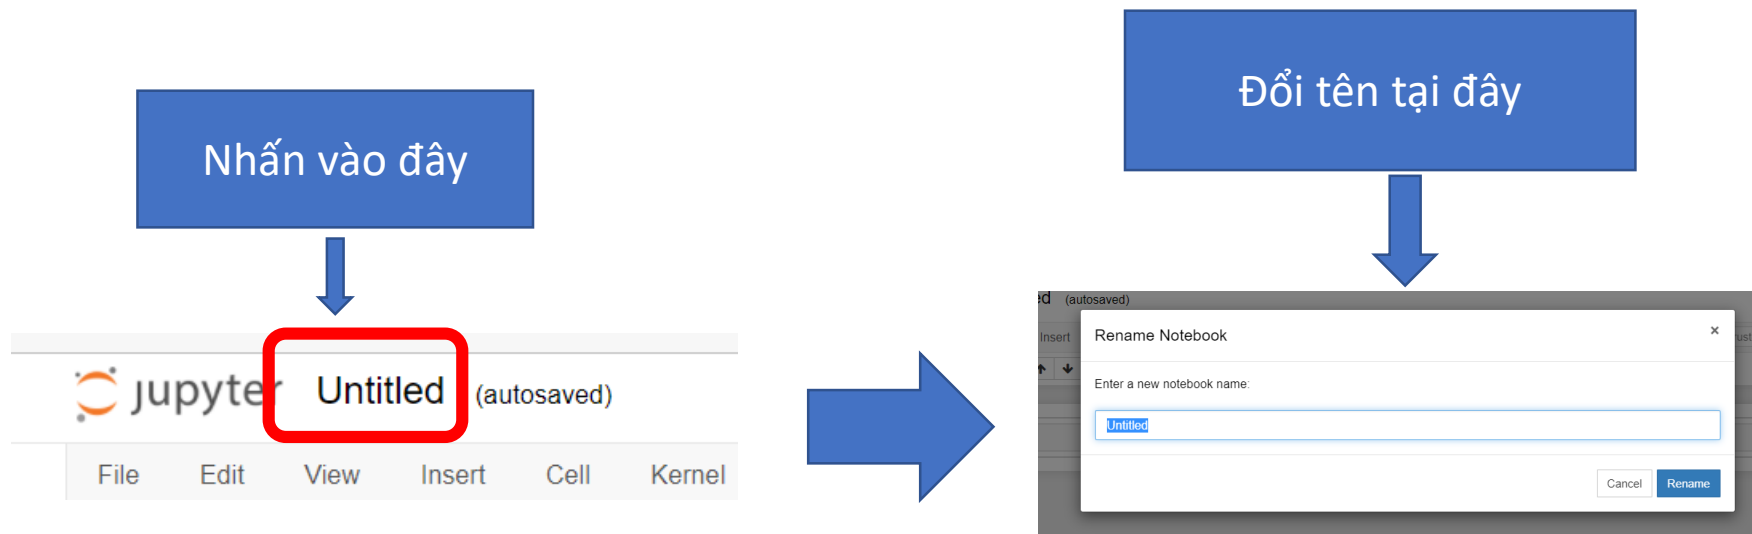 Nhấn vào đây
jupyter Untitled (autosaved)
File Edit View Insert Cell Kernel
Đổi tên tại đây
(autosaved)
Insert
Rename Notebook ×
Enter a new notebook name:
Untitled
Cancel Rename